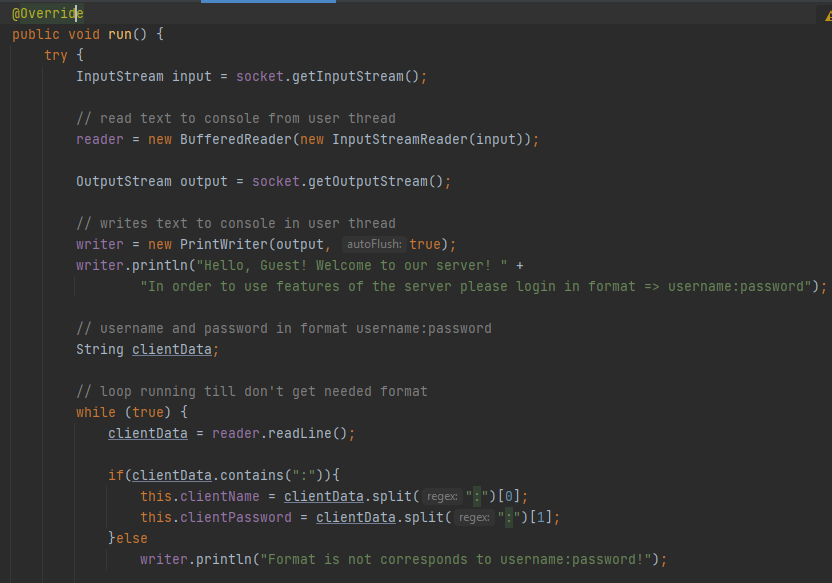 @Override
public void run() {
try {
InputStream input = socket.getInputStream();
// read text to console from user thread
reader = new BufferedReader(new InputStreamReader(input));
OutputStream output = socket.getOutputStream();
// writes text to console in user thread
writer = new PrintWriter(output, autoFlush: true);
writer.println("Hello, Guest! Welcome to our server! " +
"In order to use features of the server please login in format => username:password");
// username and password in format username:password
String clientData;
// loop running till don't get needed format
while (true) {
clientData = reader.readLine();
if(clientData.contains(":")){
this.clientName = clientData.split( regex: ":")[0];
this.clientPassword = clientData.split( regex: ":")[1];
}else
writer.println("Format is not corresponds to username:password!");